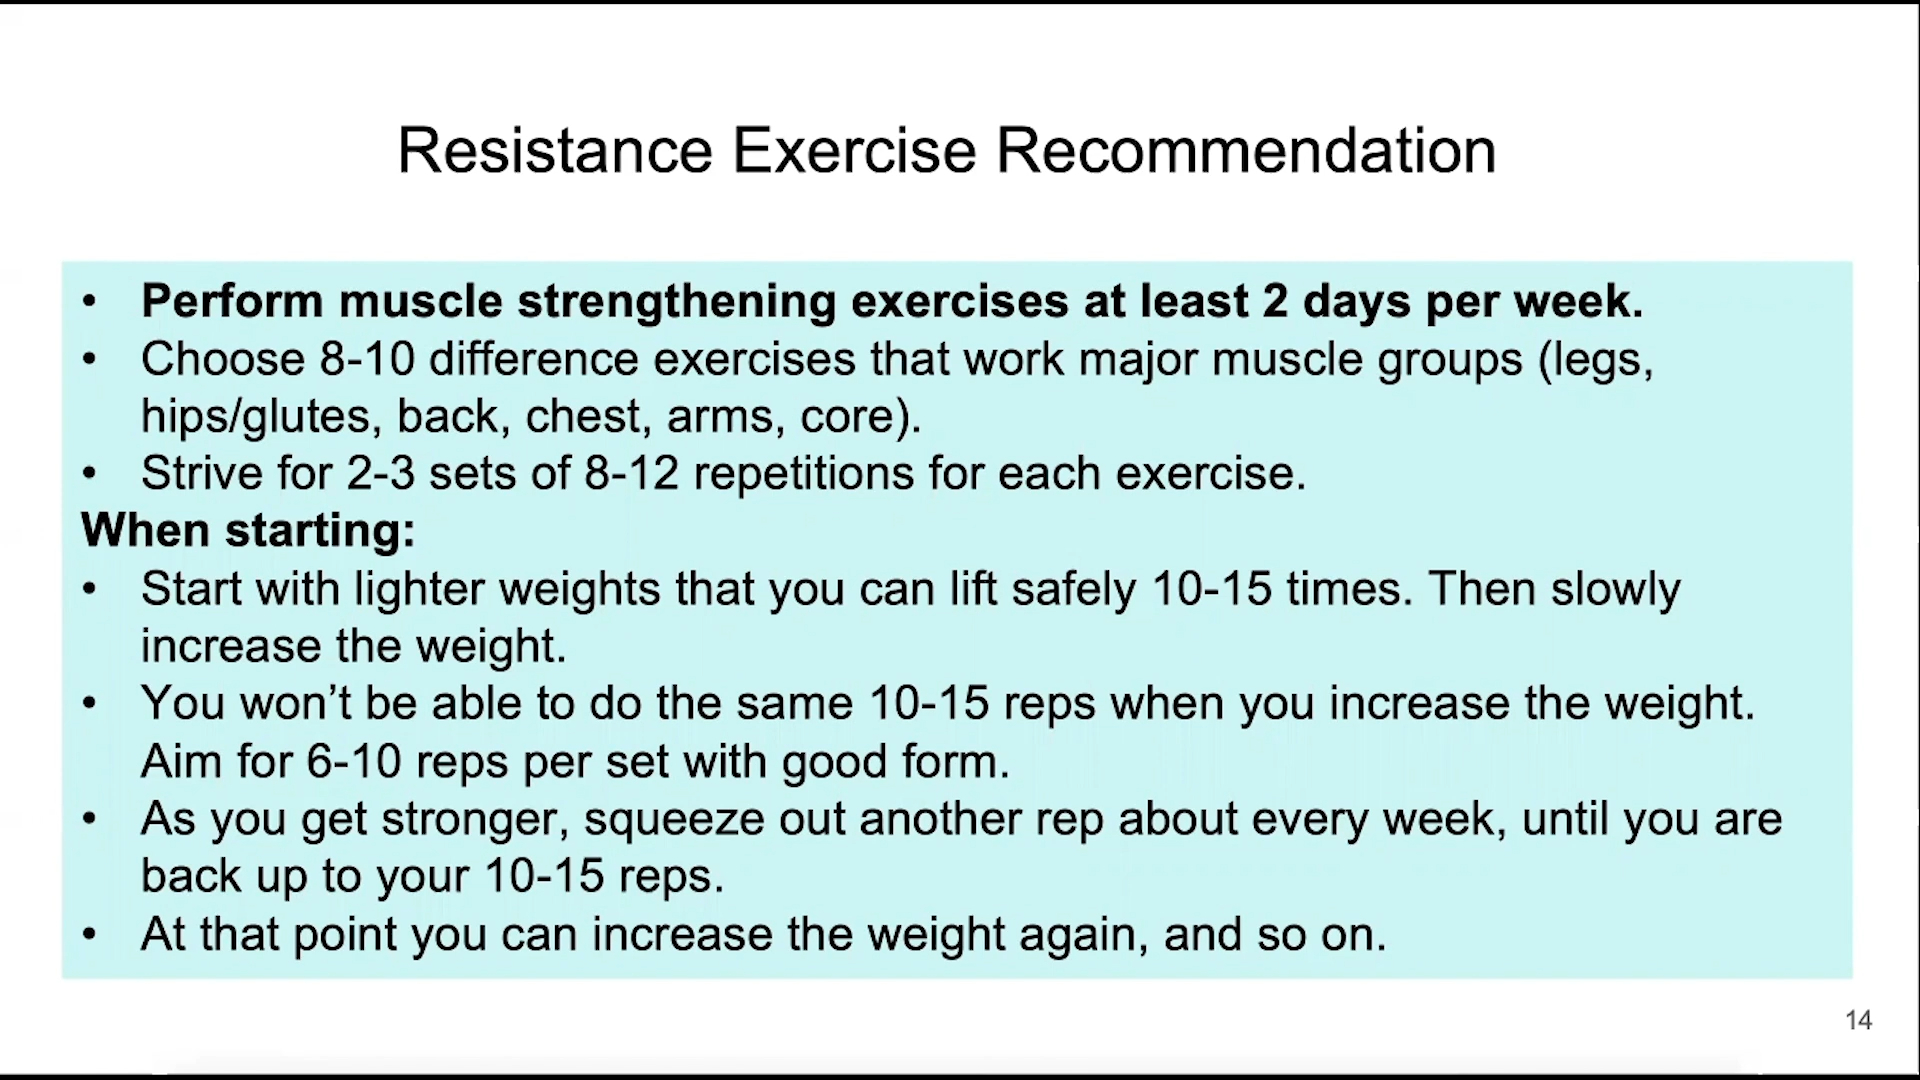 Resistance Exercise Recommendation
• Perform muscle strengthening exercises at least 2 days per week.
• Choose 8-10 difference exercises that work major muscle groups (legs,
hips/glutes, back, chest, arms, core).
• Strive for 2-3 sets of 8-12 repetitions for each exercise.
When starting:
• Start with lighter weights that you can lift safely 10-15 times. Then slowly
increase the weight.
• You won’t be able to do the same 10-15 reps when you increase the weight.
Aim for 6-10 reps per set with good form.
• As you get stronger, squeeze out another rep about every week, until you are
back up to your 10-15 reps.
• At that point you can increase the weight again, and so on.
14